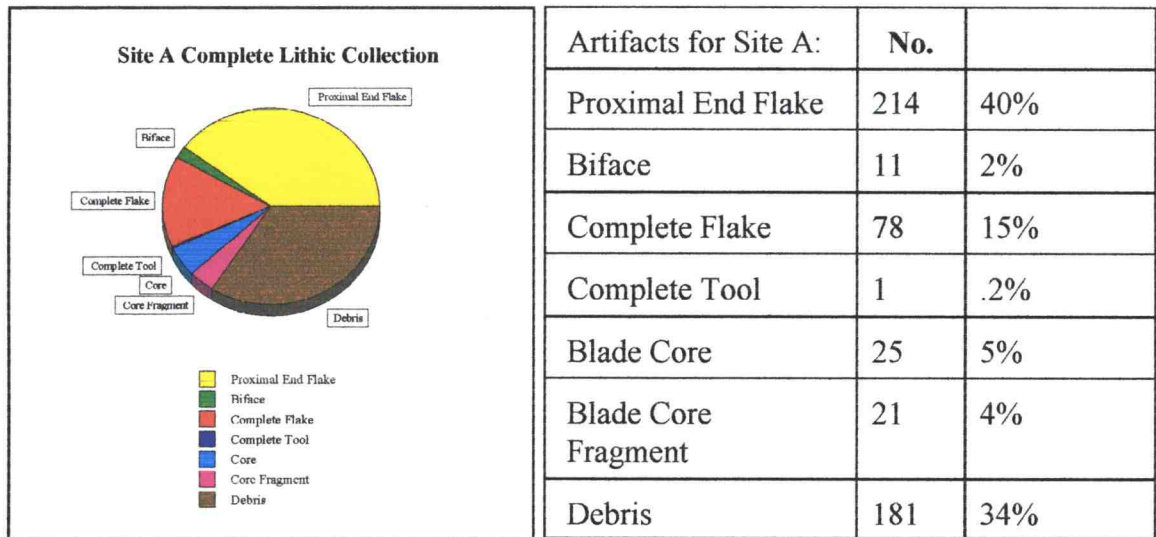 Site A Complete Lithic Collection
Proximal End Flake
Biface
Complete Flake
Complete Tool
Core
Core Fragment
Debris
Proximal End Flake
Biface
Complete Flake
Complete Tool
Core
Core Fragment
Debris
Artifacts for Site A: No.
Proximal End Flake 214 40%
Biface 11 2%
Complete Flake 78 15%
Complete Tool 1 .2%
Blade Core 25 5%
Blade Core 21 4%
Fragment
Debris 181 34%